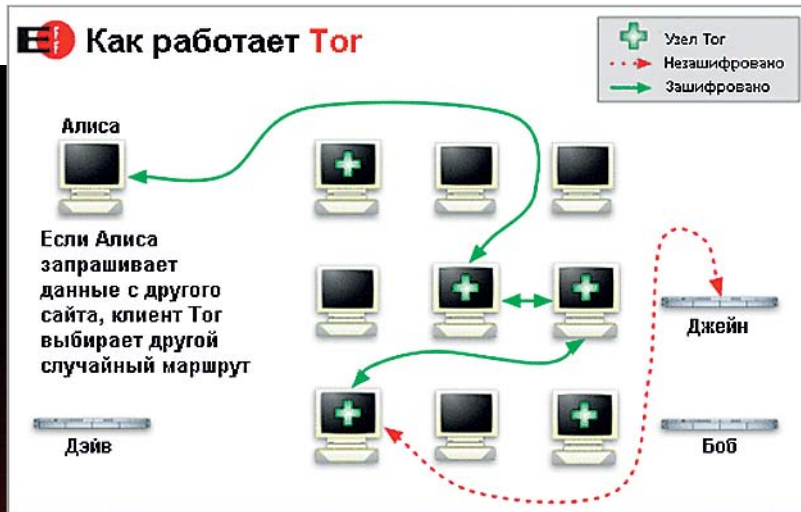 EFF Как работает Tor
Узел Tor
Незашифровано
Зашифровано
Алиса
Если Алиса
запрашивает
данные с другого
сайта, клиент Tor
выбирает другой
случайный маршрут
Джейн
Дэйв
Боб